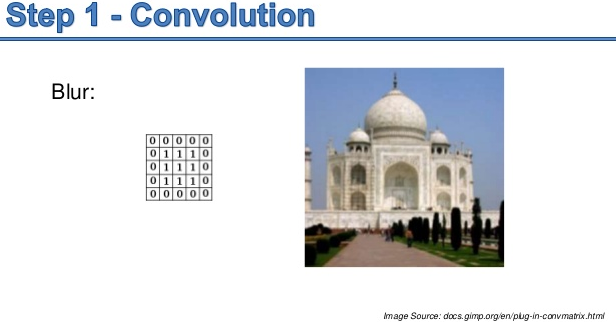 Step 1 - Convolution
Blur:
0 0 0 0 0
0 1 1 1 0
0 1 1 1 0
0 1 1 1 0
0 0 0 0 0
Image Source: docs.gimp.org/en/plug-in-convmatrix.html